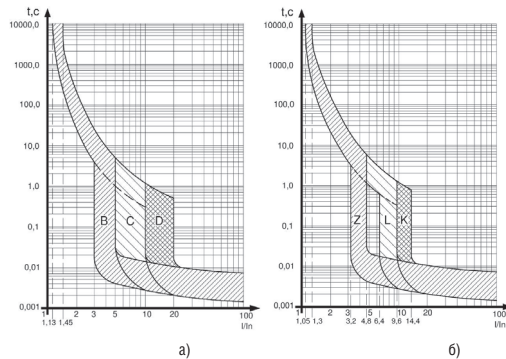 t,c
10000,0
1000,0
100,0
10,0
1,0
0,1
0,01
0,001
B
C
D
1 2 3 5 10 20 100
1,13 1,45
I/In
а)
t,c
10000,0
1000,0
100,0
10,0
1,0
0,1
0,01
0,001
Z
L
K
1 2 3 5 10 20 100
1,05 1,3 3,2 4,8 6,4 9,6 14,4
I/In
б)